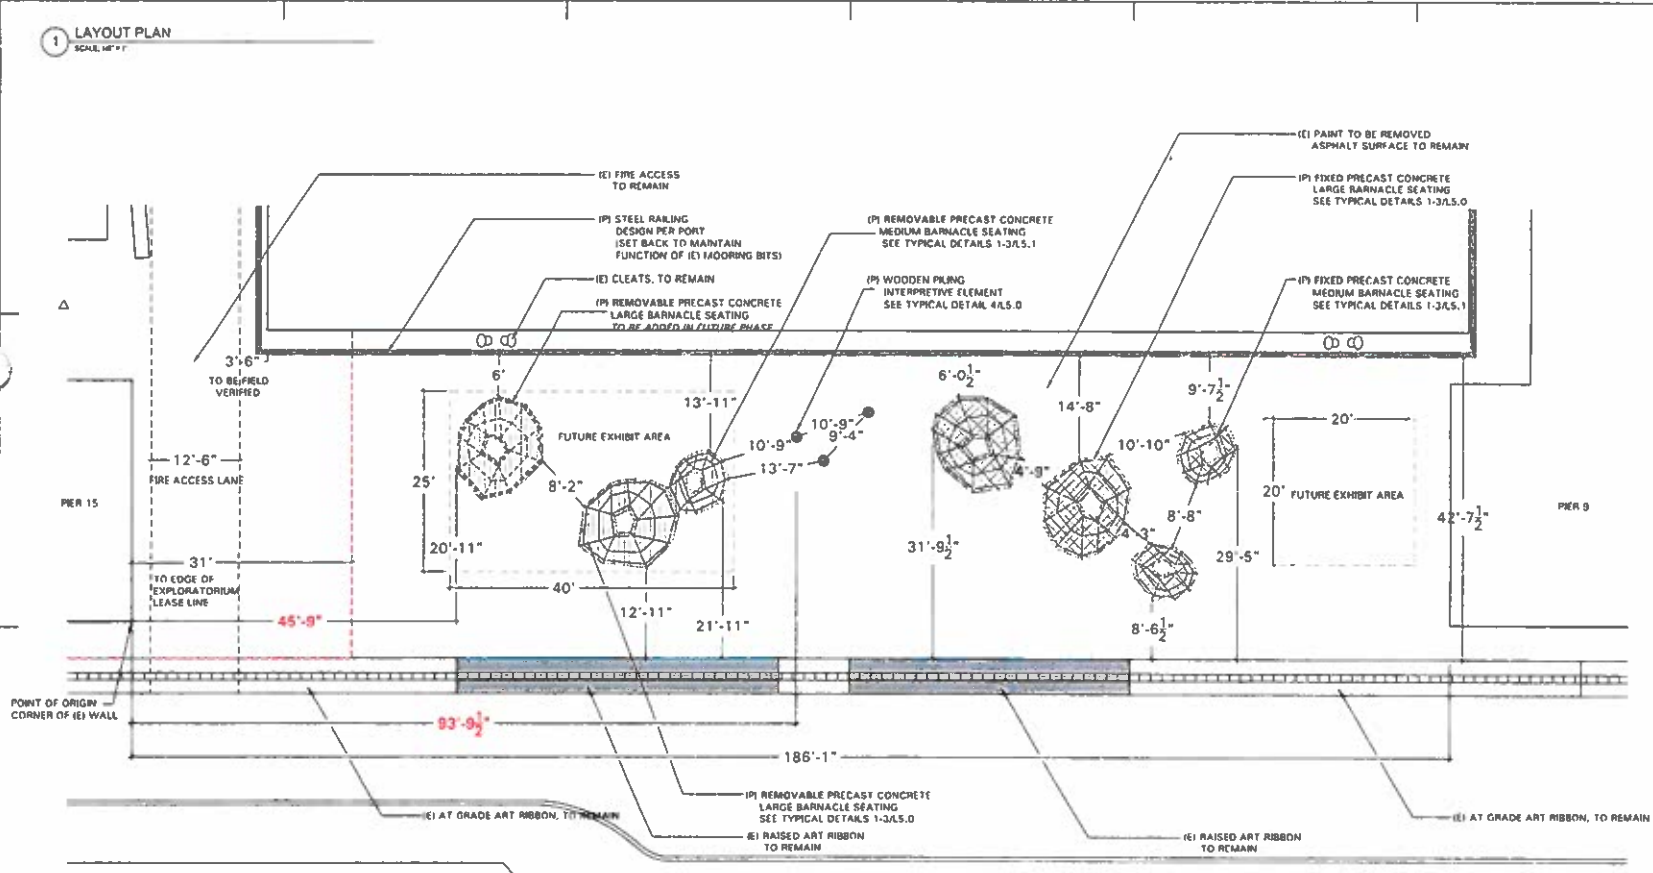 1
LAYOUT PLAN
(E) PAINT TO BE REMOVED
ASPHALT SURFACE TO REMAIN
(E) FIRE ACCESS
TO REMAIN
(P) FIXED PRECAST CONCRETE
LARGE BARNACLE SEATING
SEE TYPICAL DETAILS 1-3/L5.0
(P) STEEL RAILING
DESIGN PER PORT
(SET BACK TO MAINTAIN
FUNCTION OF (E) MOORING BITS)
(P) REMOVABLE PRECAST CONCRETE
MEDIUM BARNACLE SEATING
SEE TYPICAL DETAILS 1-3/L5.1
(E) CLEATS, TO REMAIN
(P) WOODEN PILING
INTERPRETIVE ELEMENT
SEE TYPICAL DETAIL 4/L5.0
(P) FIXED PRECAST CONCRETE
MEDIUM BARNACLE SEATING
SEE TYPICAL DETAILS 1-3/L5.1
(P) REMOVABLE PRECAST CONCRETE
LARGE BARNACLE SEATING
TO BE ADDED IN FUTURE PHASE
3'-6"
TO BE FIELD
VERIFIED
6'
6'-0½"
9'-7½"
13'-11"
14'-8"
20'
10'-9"
9'-4"
FUTURE EXHIBIT AREA
10'-9"
10'-10"
12'-6"
13'-7"
4'-9"
FIRE ACCESS LANE
25'
8'-2"
20'
FUTURE EXHIBIT AREA
PIER 15
PIER 9
8'-8"
42'-7½"
4'-3"
20'-11"
31'-9½"
29'-5"
31'
TO EDGE OF
EXPLORATORIUM
LEASE LINE
40'
12'-11"
45'-9"
21'-11"
8'-6½"
POINT OF ORIGIN
CORNER OF (E) WALL
93'-9½"
186'-1"
(P) REMOVABLE PRECAST CONCRETE
LARGE BARNACLE SEATING
SEE TYPICAL DETAILS 1-3/L5.0
(E) AT GRADE ART RIBBON, TO REMAIN
(E) AT GRADE ART RIBBON, TO REMAIN
(E) RAISED ART RIBBON
TO REMAIN
(E) RAISED ART RIBBON
TO REMAIN